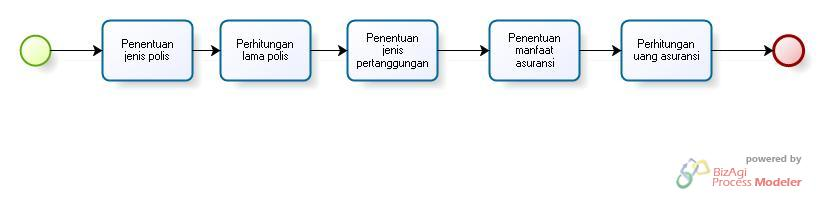 Penentuan
jenis polis
Perhitungan
lama polis
Penentuan
jenis
pertanggungan
Penentuan
manfaat
asuransi
Perhitungan
uang asuransi
powered by
BizAgi
Process Modeler